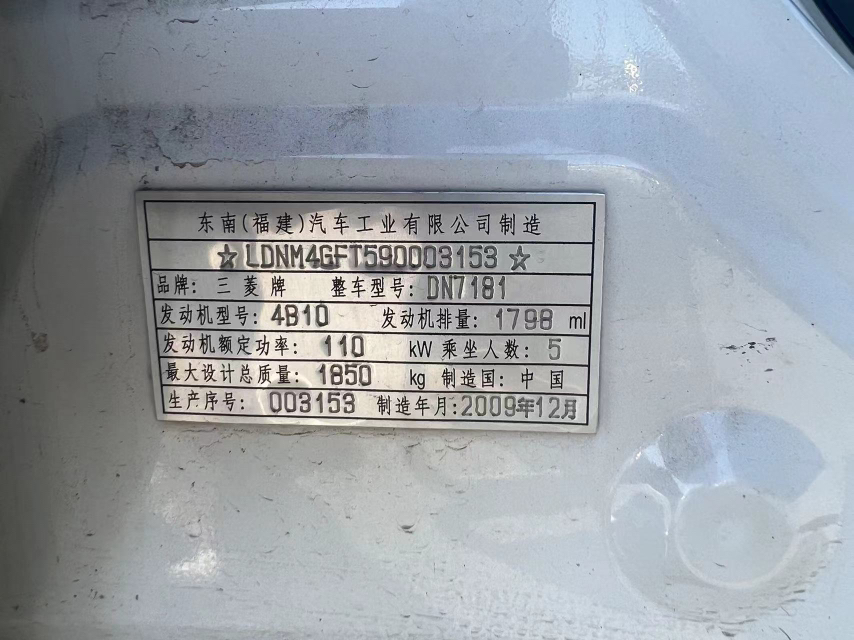 东南(福建)汽车工业有限公司制造
☆LDNM4GFT590003153☆
品牌: 三菱牌 整车型号: DN7181
发动机型号: 4B10 发动机排量: 1798 ml
发动机额定功率: 110 kW 乘坐人数: 5
最大设计总质量: 1850 kg 制造国: 中国
生产序号: 003153 制造年月: 2009年12月